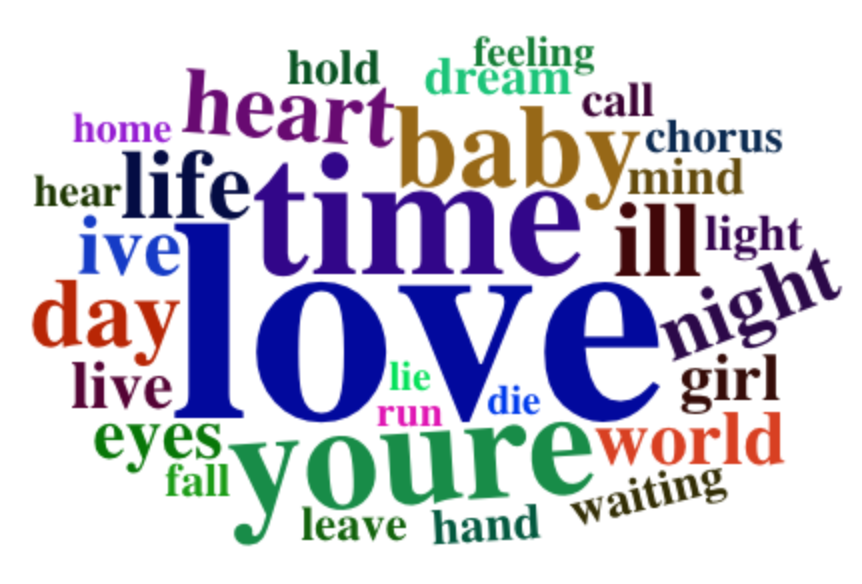 feeling
hold
dream
call
heart
home
baby
chorus
mind
life
hear
time
ill
light
ive
love
night
day
lie
girl
live
run
die
eyes
youre
world
fall
waiting
leave
hand